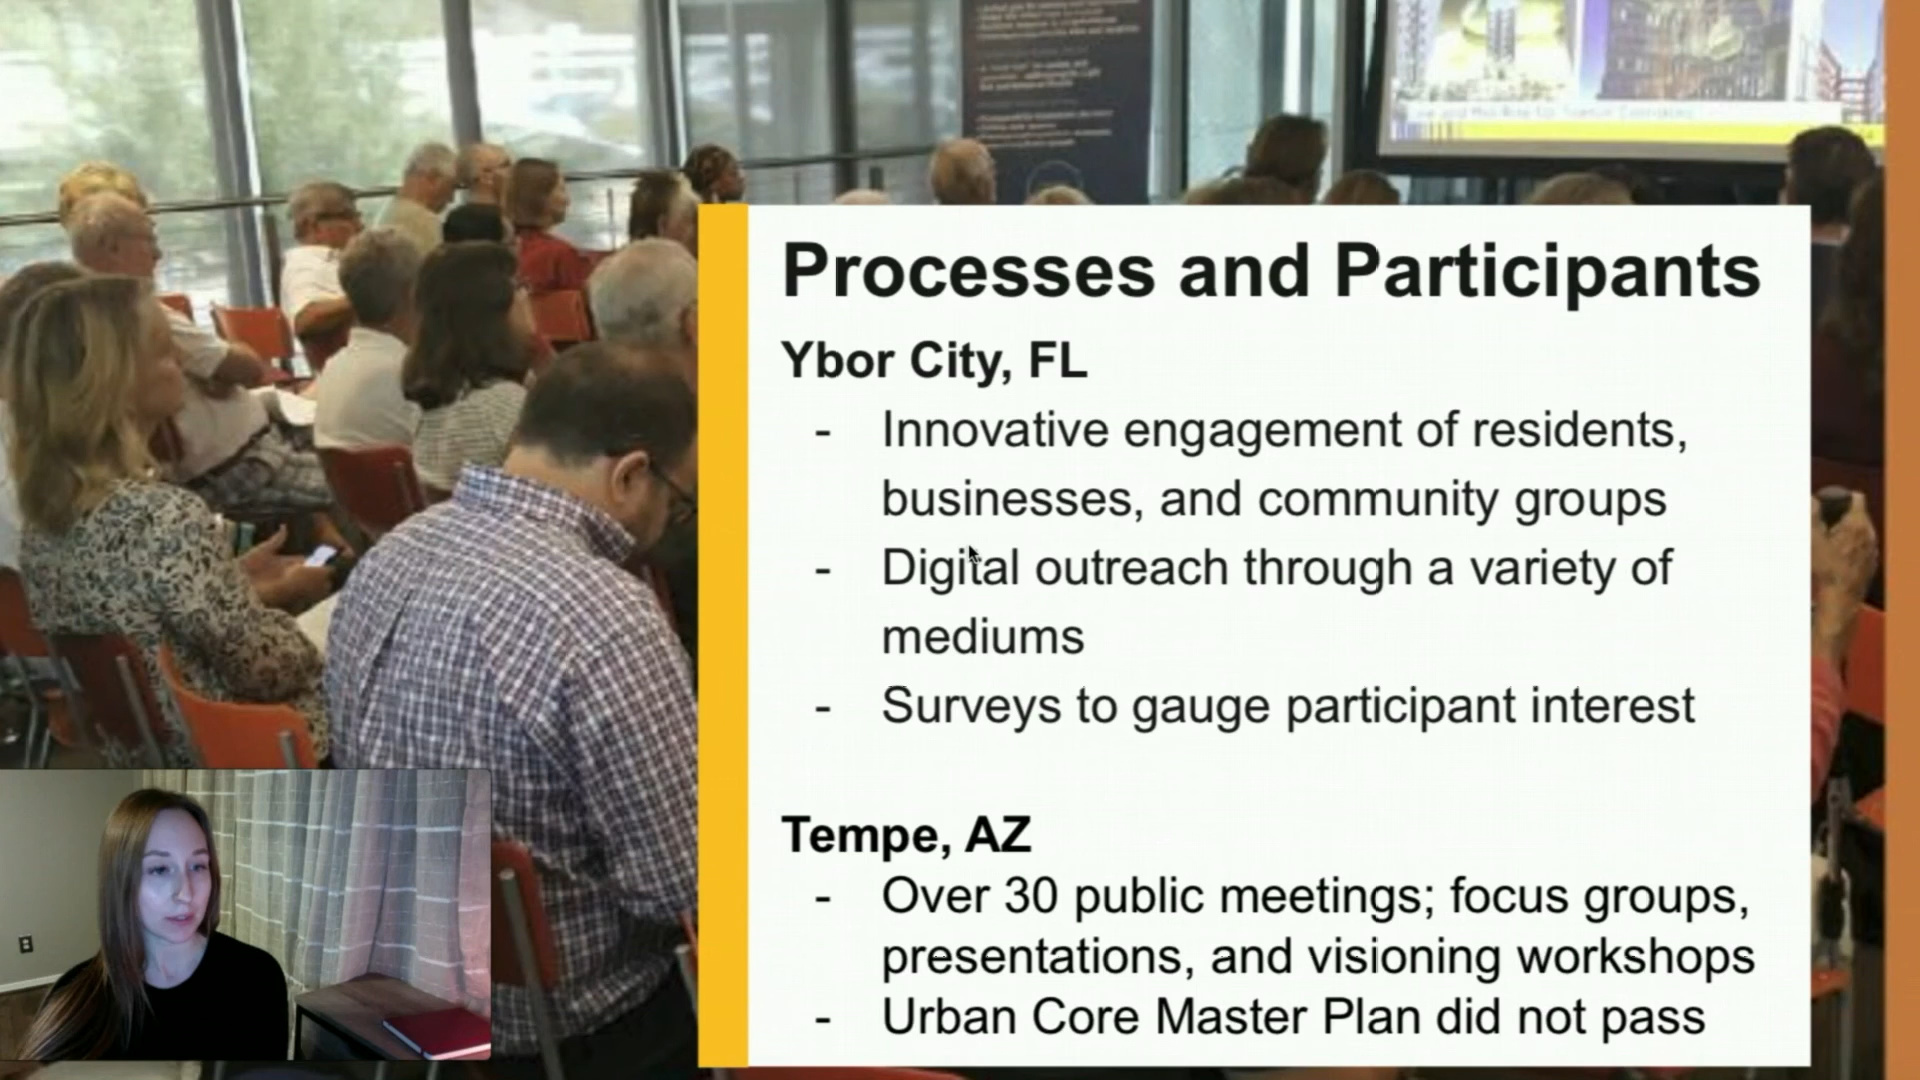 Processes and Participants
Ybor City, FL
- Innovative engagement of residents,
businesses, and community groups
- Digital outreach through a variety of
mediums
- Surveys to gauge participant interest
Tempe, AZ
- Over 30 public meetings; focus groups,
presentations, and visioning workshops
- Urban Core Master Plan did not pass